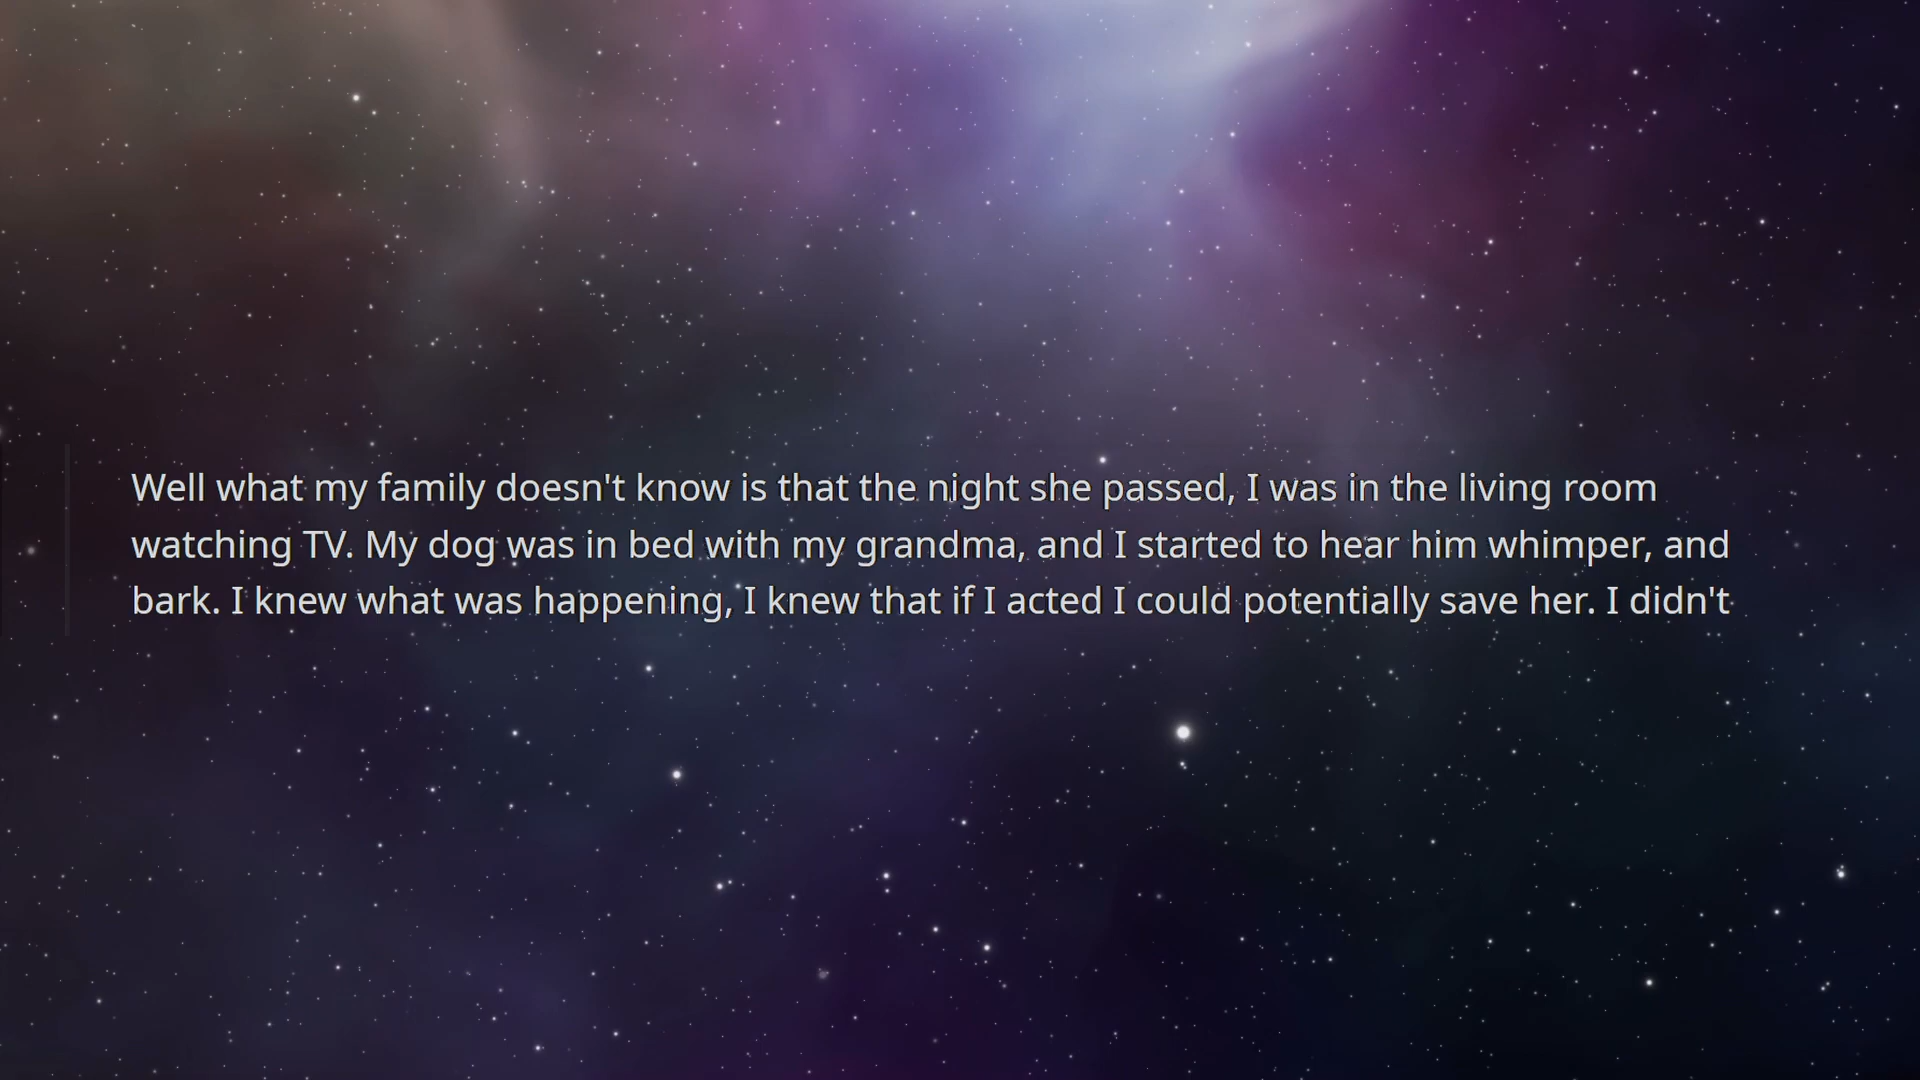 Well what my family doesn't know is that the night she passed, I was in the living room
watching TV. My dog was in bed with my grandma, and I started to hear him whimper, and
bark. I knew what was happening, I knew that if I acted I could potentially save her. I didn't